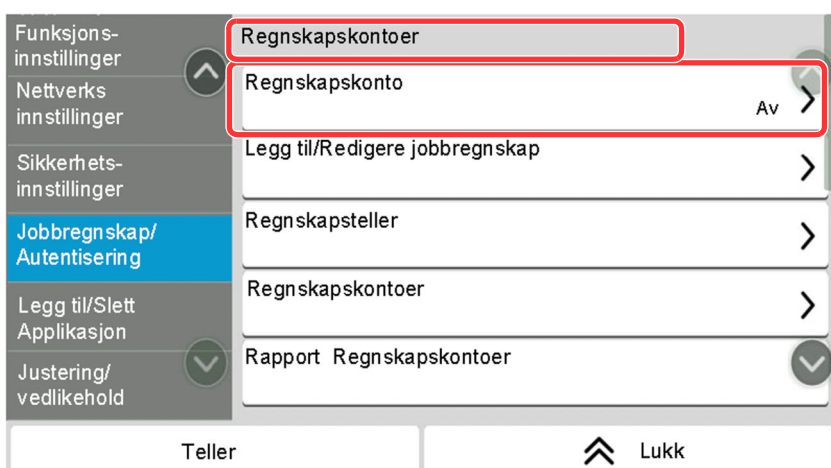 Funksjons-
innstillinger
Nettverks
innstillinger
Sikkerhets-
innstillinger
Jobbregnskap/
Autentisering
Legg til/Slett
Applikasjon
Justering/
vedlikehold
Regnskapskontoer
Regnskapskonto
Av
Legg til/Redigere jobbregnskap
Regnskapsteller
Regnskapskontoer
Rapport Regnskapskontoer
Teller
Lukk